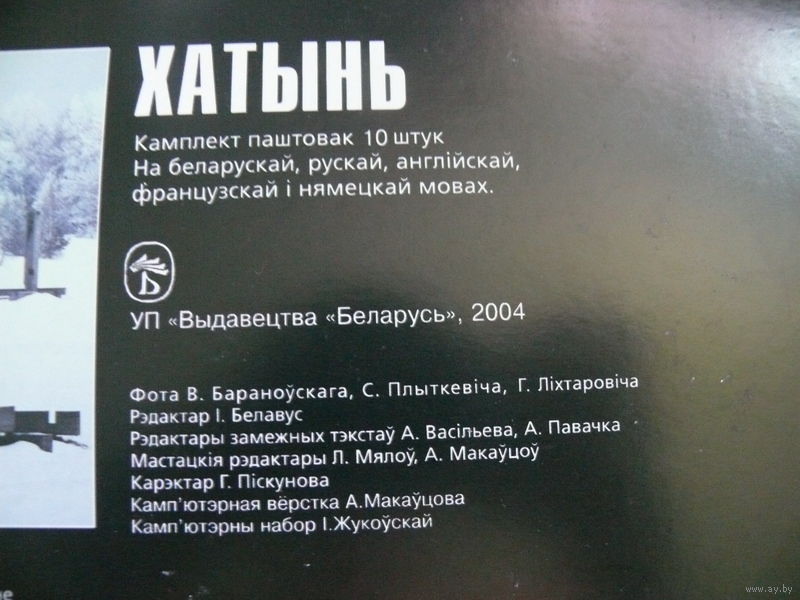 ХАТЫНЬ
Камплект паштовак 10 штук
На беларускай, рускай, англійскай,
французскай і нямецкай мовах.
Б
УП «Выдавецтва «Беларусь», 2004
Фота В. Бараноўскага, С. Плыткевіча, Г. Ліхтаровіча
Рэдактар І. Белавус
Рэдактары замежных тэкстаў А. Васільева, А. Павачка
Мастацкія рэдактары Л. Мялоў, А. Макаўцоў
Карэктар Г. Піскунова
Камп'ютэрная вёрстка А.Макаўцова
Камп'ютэрны набор І.Жукоўскай
www.ay.by